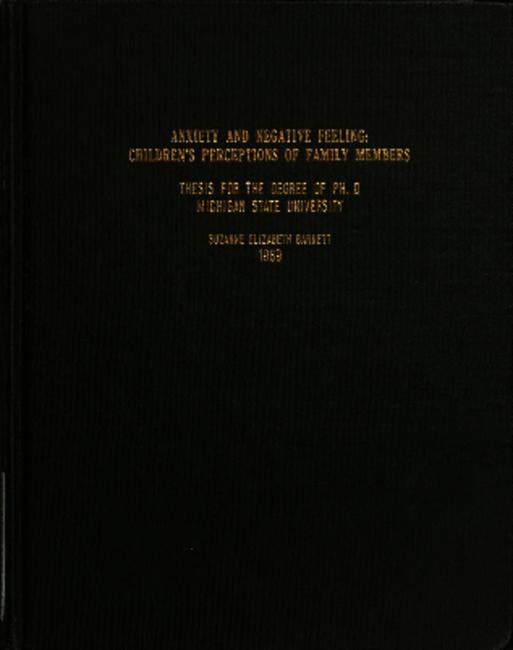 ANXIETY AND NEGATIVE FEELING:
CHILDREN'S PERCEPTIONS OF FAMILY MEMBERS
THESIS FOR THE DEGREE OF PH. D
MICHIGAN STATE UNIVERSITY
SUZANNE ELIZABETH
1969